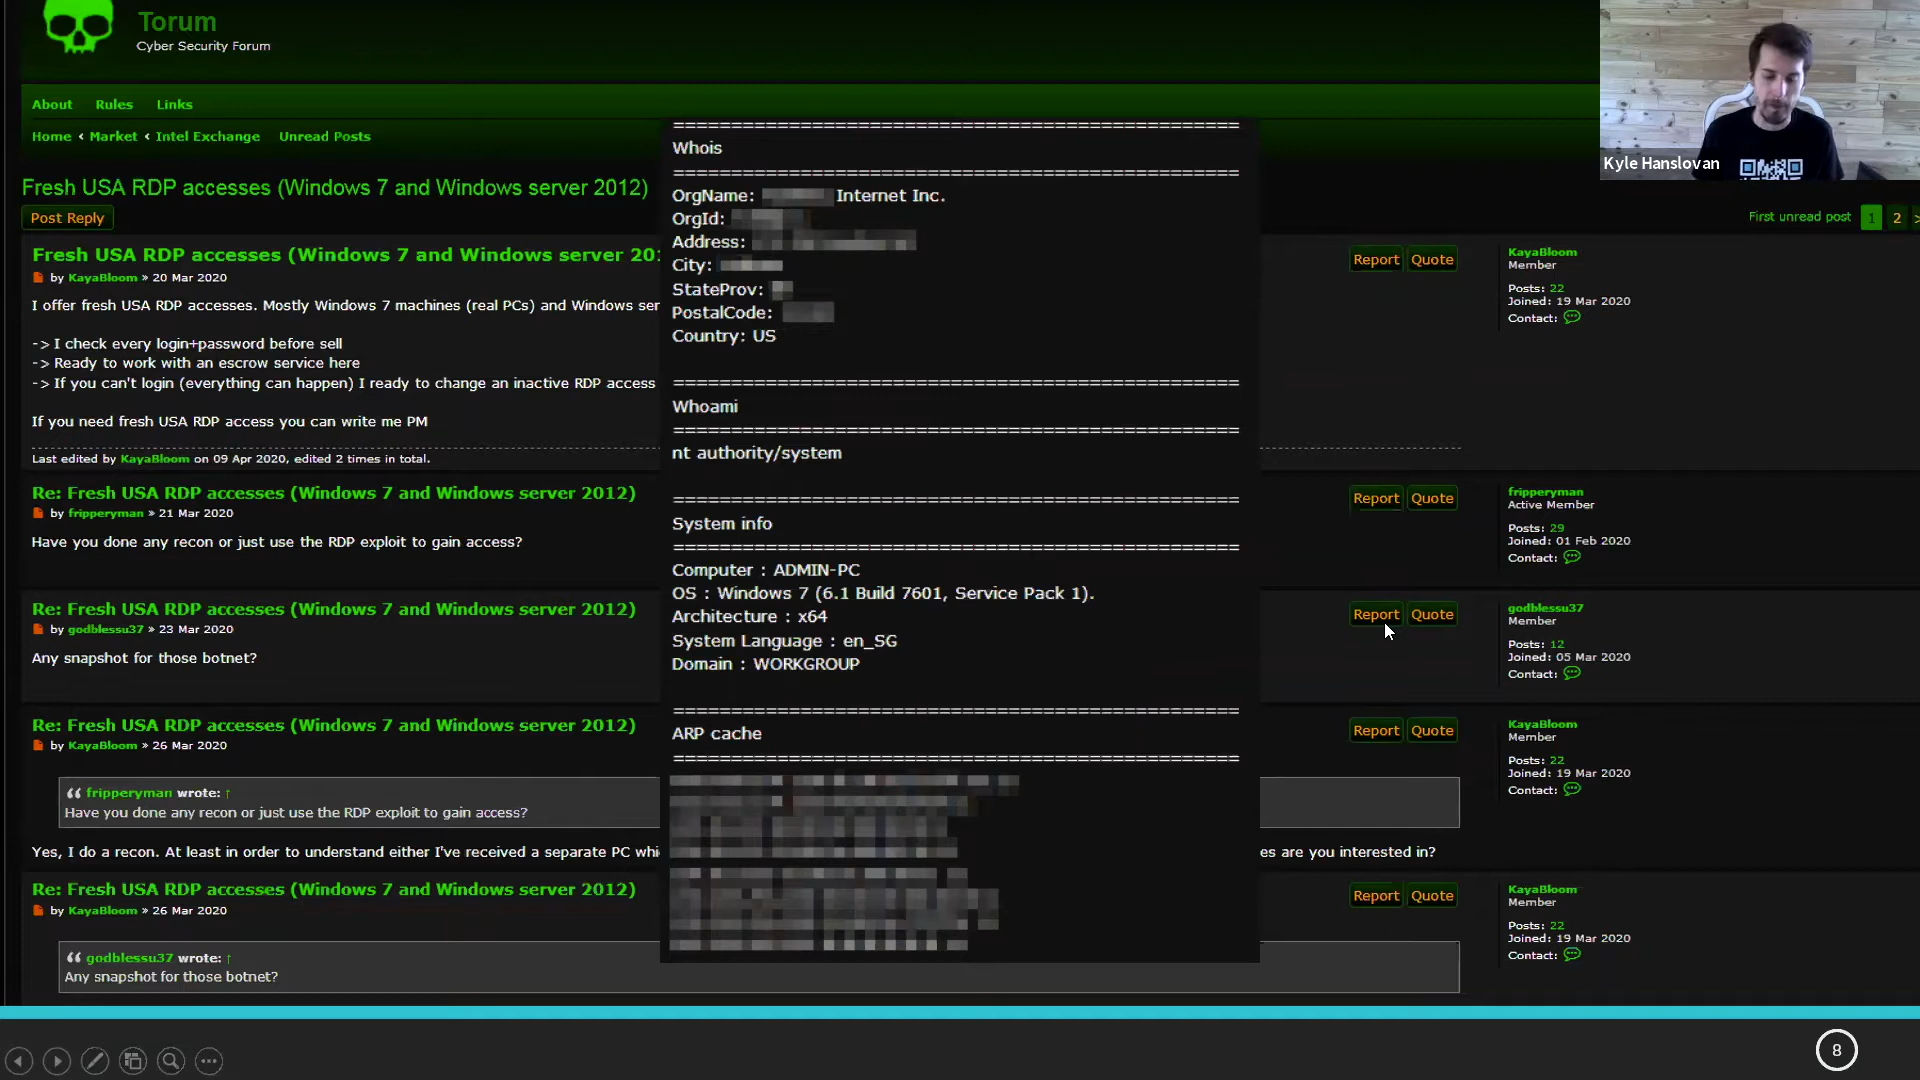 Torum
Cyber Security Forum
About Rules Links
Home ‹ Market ‹ Intel Exchange Unread Posts
Fresh USA RDP accesses (Windows 7 and Windows server 2012)
Post Reply
First unread post 1 2 >
Fresh USA RDP accesses (Windows 7 and Windows server 20
by KayaBloom » 20 Mar 2020
I offer fresh USA RDP accesses. Mostly Windows 7 machines (real PCs) and Windows ser
-> I check every login+password before sell
-> Ready to work with an escrow service here
-> If you can't login (everything can happen) I ready to change an inactive RDP access
If you need fresh USA RDP access you can write me PM
Last edited by KayaBloom on 09 Apr 2020, edited 2 times in total.
Report Quote
KayaBloom
Member
Posts: 22
Joined: 19 Mar 2020
Contact:
Re: Fresh USA RDP accesses (Windows 7 and Windows server 2012)
by fripperyman » 21 Mar 2020
Have you done any recon or just use the RDP exploit to gain access?
Report Quote
fripperyman
Active Member
Posts: 29
Joined: 01 Feb 2020
Contact:
Re: Fresh USA RDP accesses (Windows 7 and Windows server 2012)
by godblessu37 » 23 Mar 2020
Any snapshot for those botnet?
Report Quote
godblessu37
Member
Posts: 12
Joined: 05 Mar 2020
Contact:
Re: Fresh USA RDP accesses (Windows 7 and Windows server 2012)
by KayaBloom » 26 Mar 2020
fripperyman wrote: ↑
Have you done any recon or just use the RDP exploit to gain access?
Yes, I do a recon. At least in order to understand either I've received a separate PC whi
es are you interested in?
Report Quote
KayaBloom
Member
Posts: 22
Joined: 19 Mar 2020
Contact:
Re: Fresh USA RDP accesses (Windows 7 and Windows server 2012)
by KayaBloom » 26 Mar 2020
godblessu37 wrote: ↑
Any snapshot for those botnet?
Report Quote
KayaBloom
Member
Posts: 22
Joined: 19 Mar 2020
Contact:
==============================================
Whois
==============================================
OrgName: Internet Inc.
OrgId:
Address:
City:
StateProv:
PostalCode:
Country: US
==============================================
Whoami
==============================================
nt authority/system
==============================================
System info
==============================================
Computer : ADMIN-PC
OS : Windows 7 (6.1 Build 7601, Service Pack 1).
Architecture : x64
System Language : en_SG
Domain : WORKGROUP
==============================================
ARP cache
==============================================
Kyle Hanslovan
8